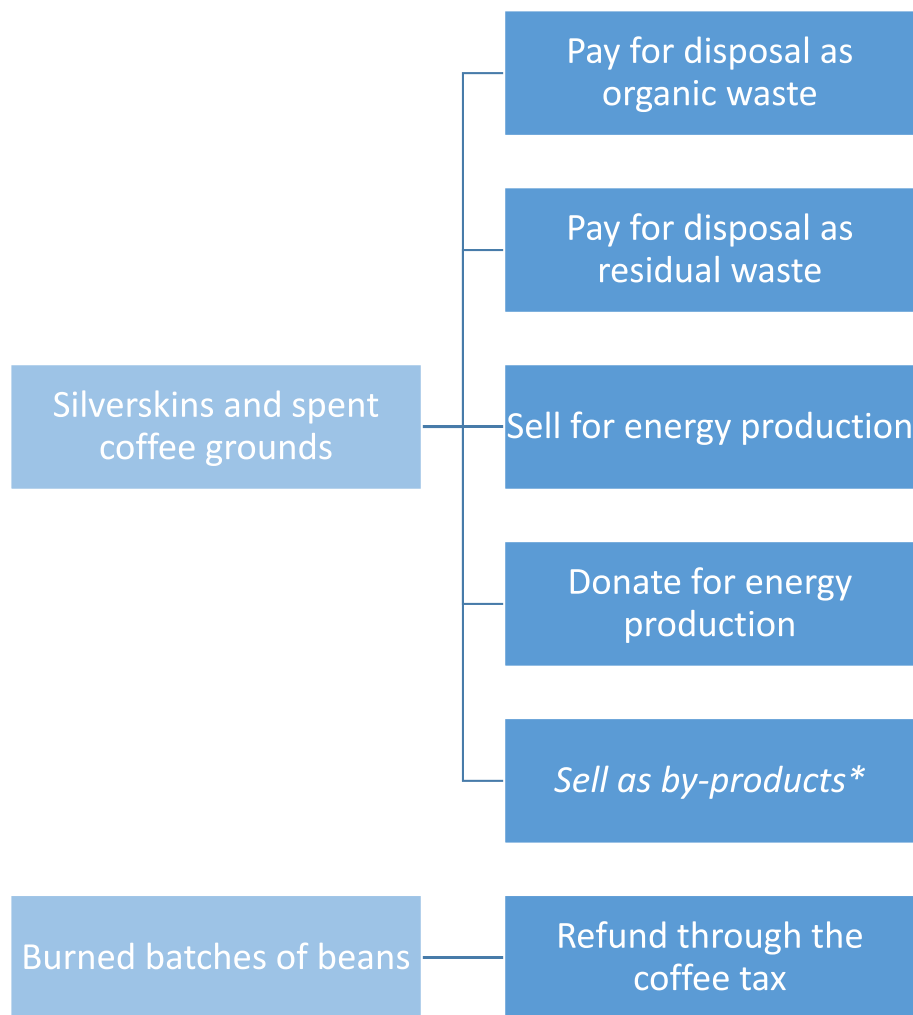 Pay for disposal as
organic waste
Pay for disposal as
residual waste
Silverskins and spent
coffee grounds
Sell for energy production
Donate for energy
production
Sell as by-products*
Burned batches of beans
Refund through the
coffee tax